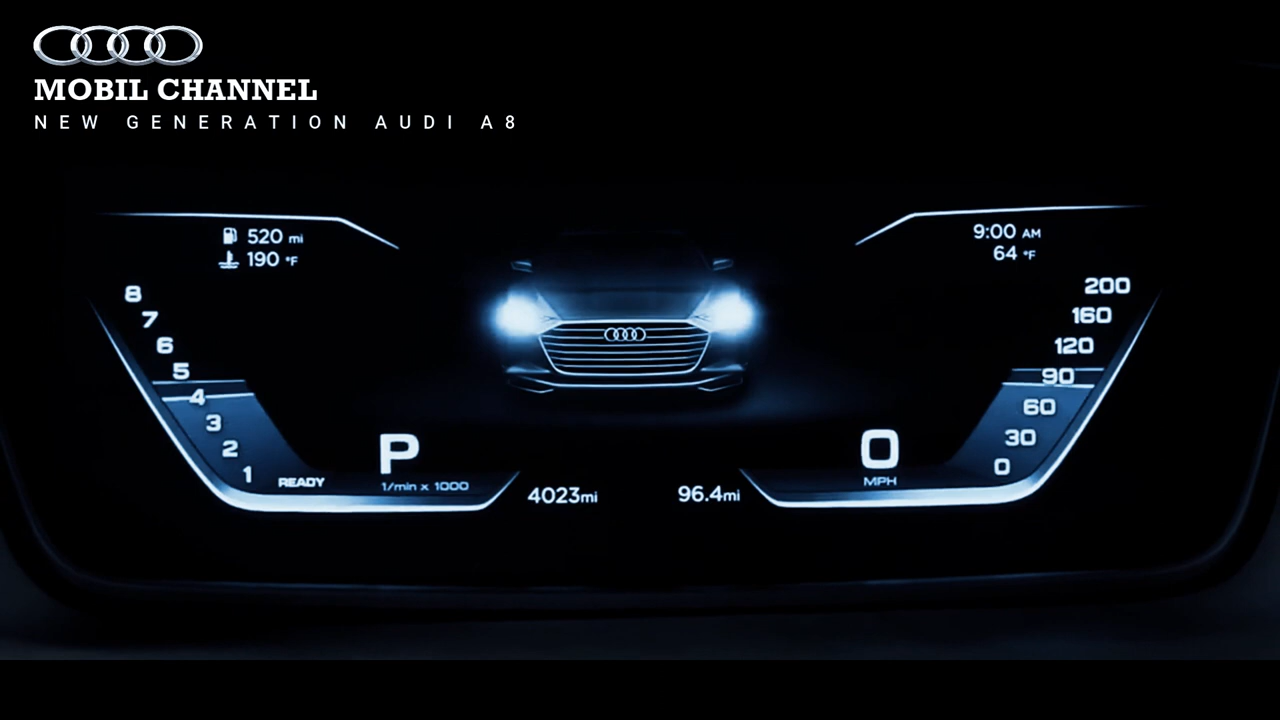 MOBIL CHANNEL
NEW GENERATION AUDI A8
520 mi
190 °F
9:00 AM
64 °F
8
7
6
5
4
3
2
1
READY
P
1/min x 1000
4023mi
96.4mi
0
MPH
200
160
120
90
60
30
0